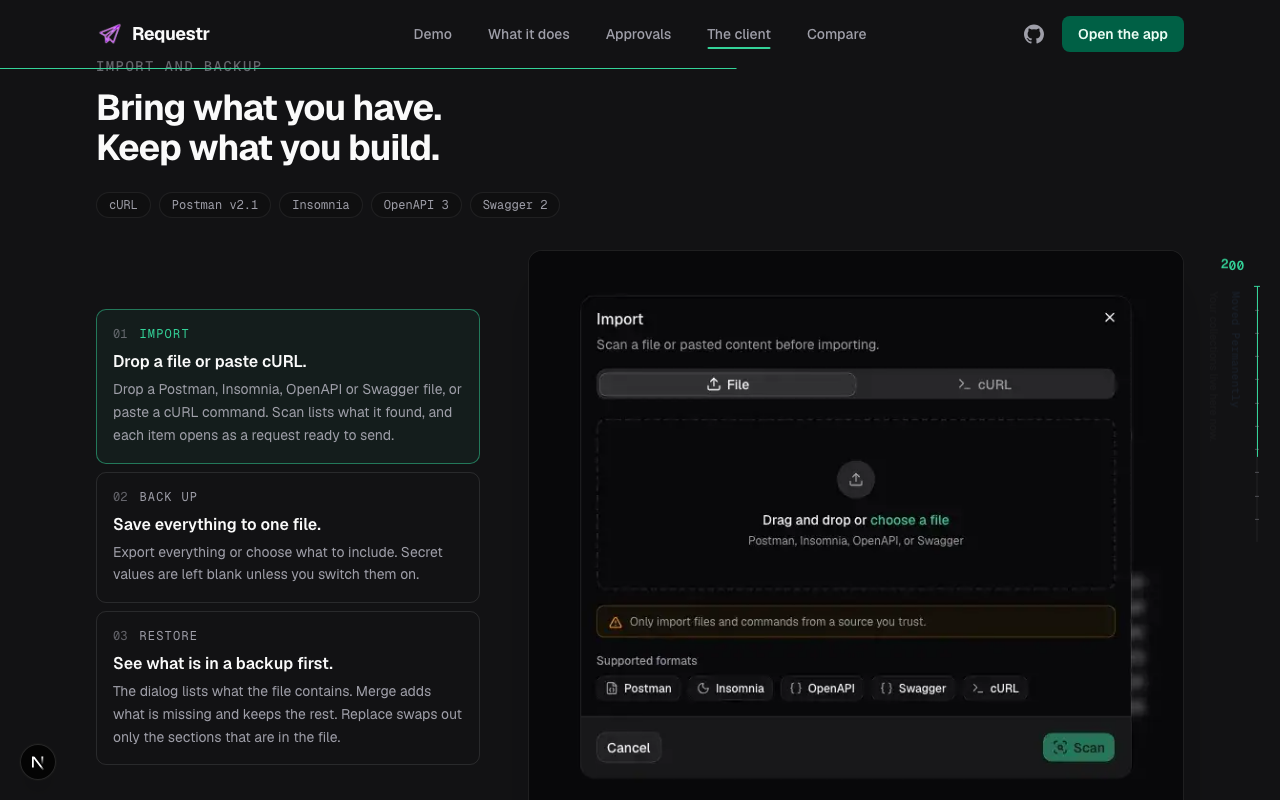 Requestr
Demo
What it does
Approvals
The client
Compare
Open the app
IMPORT AND BACKUP
Bring what you have.
Keep what you build.
cURL
Postman v2.1
Insomnia
OpenAPI 3
Swagger 2
01 IMPORT
Drop a file or paste cURL.
Drop a Postman, Insomnia, OpenAPI or Swagger file, or
paste a cURL command. Scan lists what it found, and
each item opens as a request ready to send.
02 BACK UP
Save everything to one file.
Export everything or choose what to include. Secret
values are left blank unless you switch them on.
03 RESTORE
See what is in a backup first.
The dialog lists what the file contains. Merge adds
what is missing and keeps the rest. Replace swaps out
only the sections that are in the file.
Import
Scan a file or pasted content before importing.
File
cURL
Drag and drop or choose a file
Postman, Insomnia, OpenAPI, or Swagger
Only import files and commands from a source you trust.
Supported formats
Postman
Insomnia
OpenAPI
Swagger
cURL
Cancel
Scan
200
Moved Permanently
N